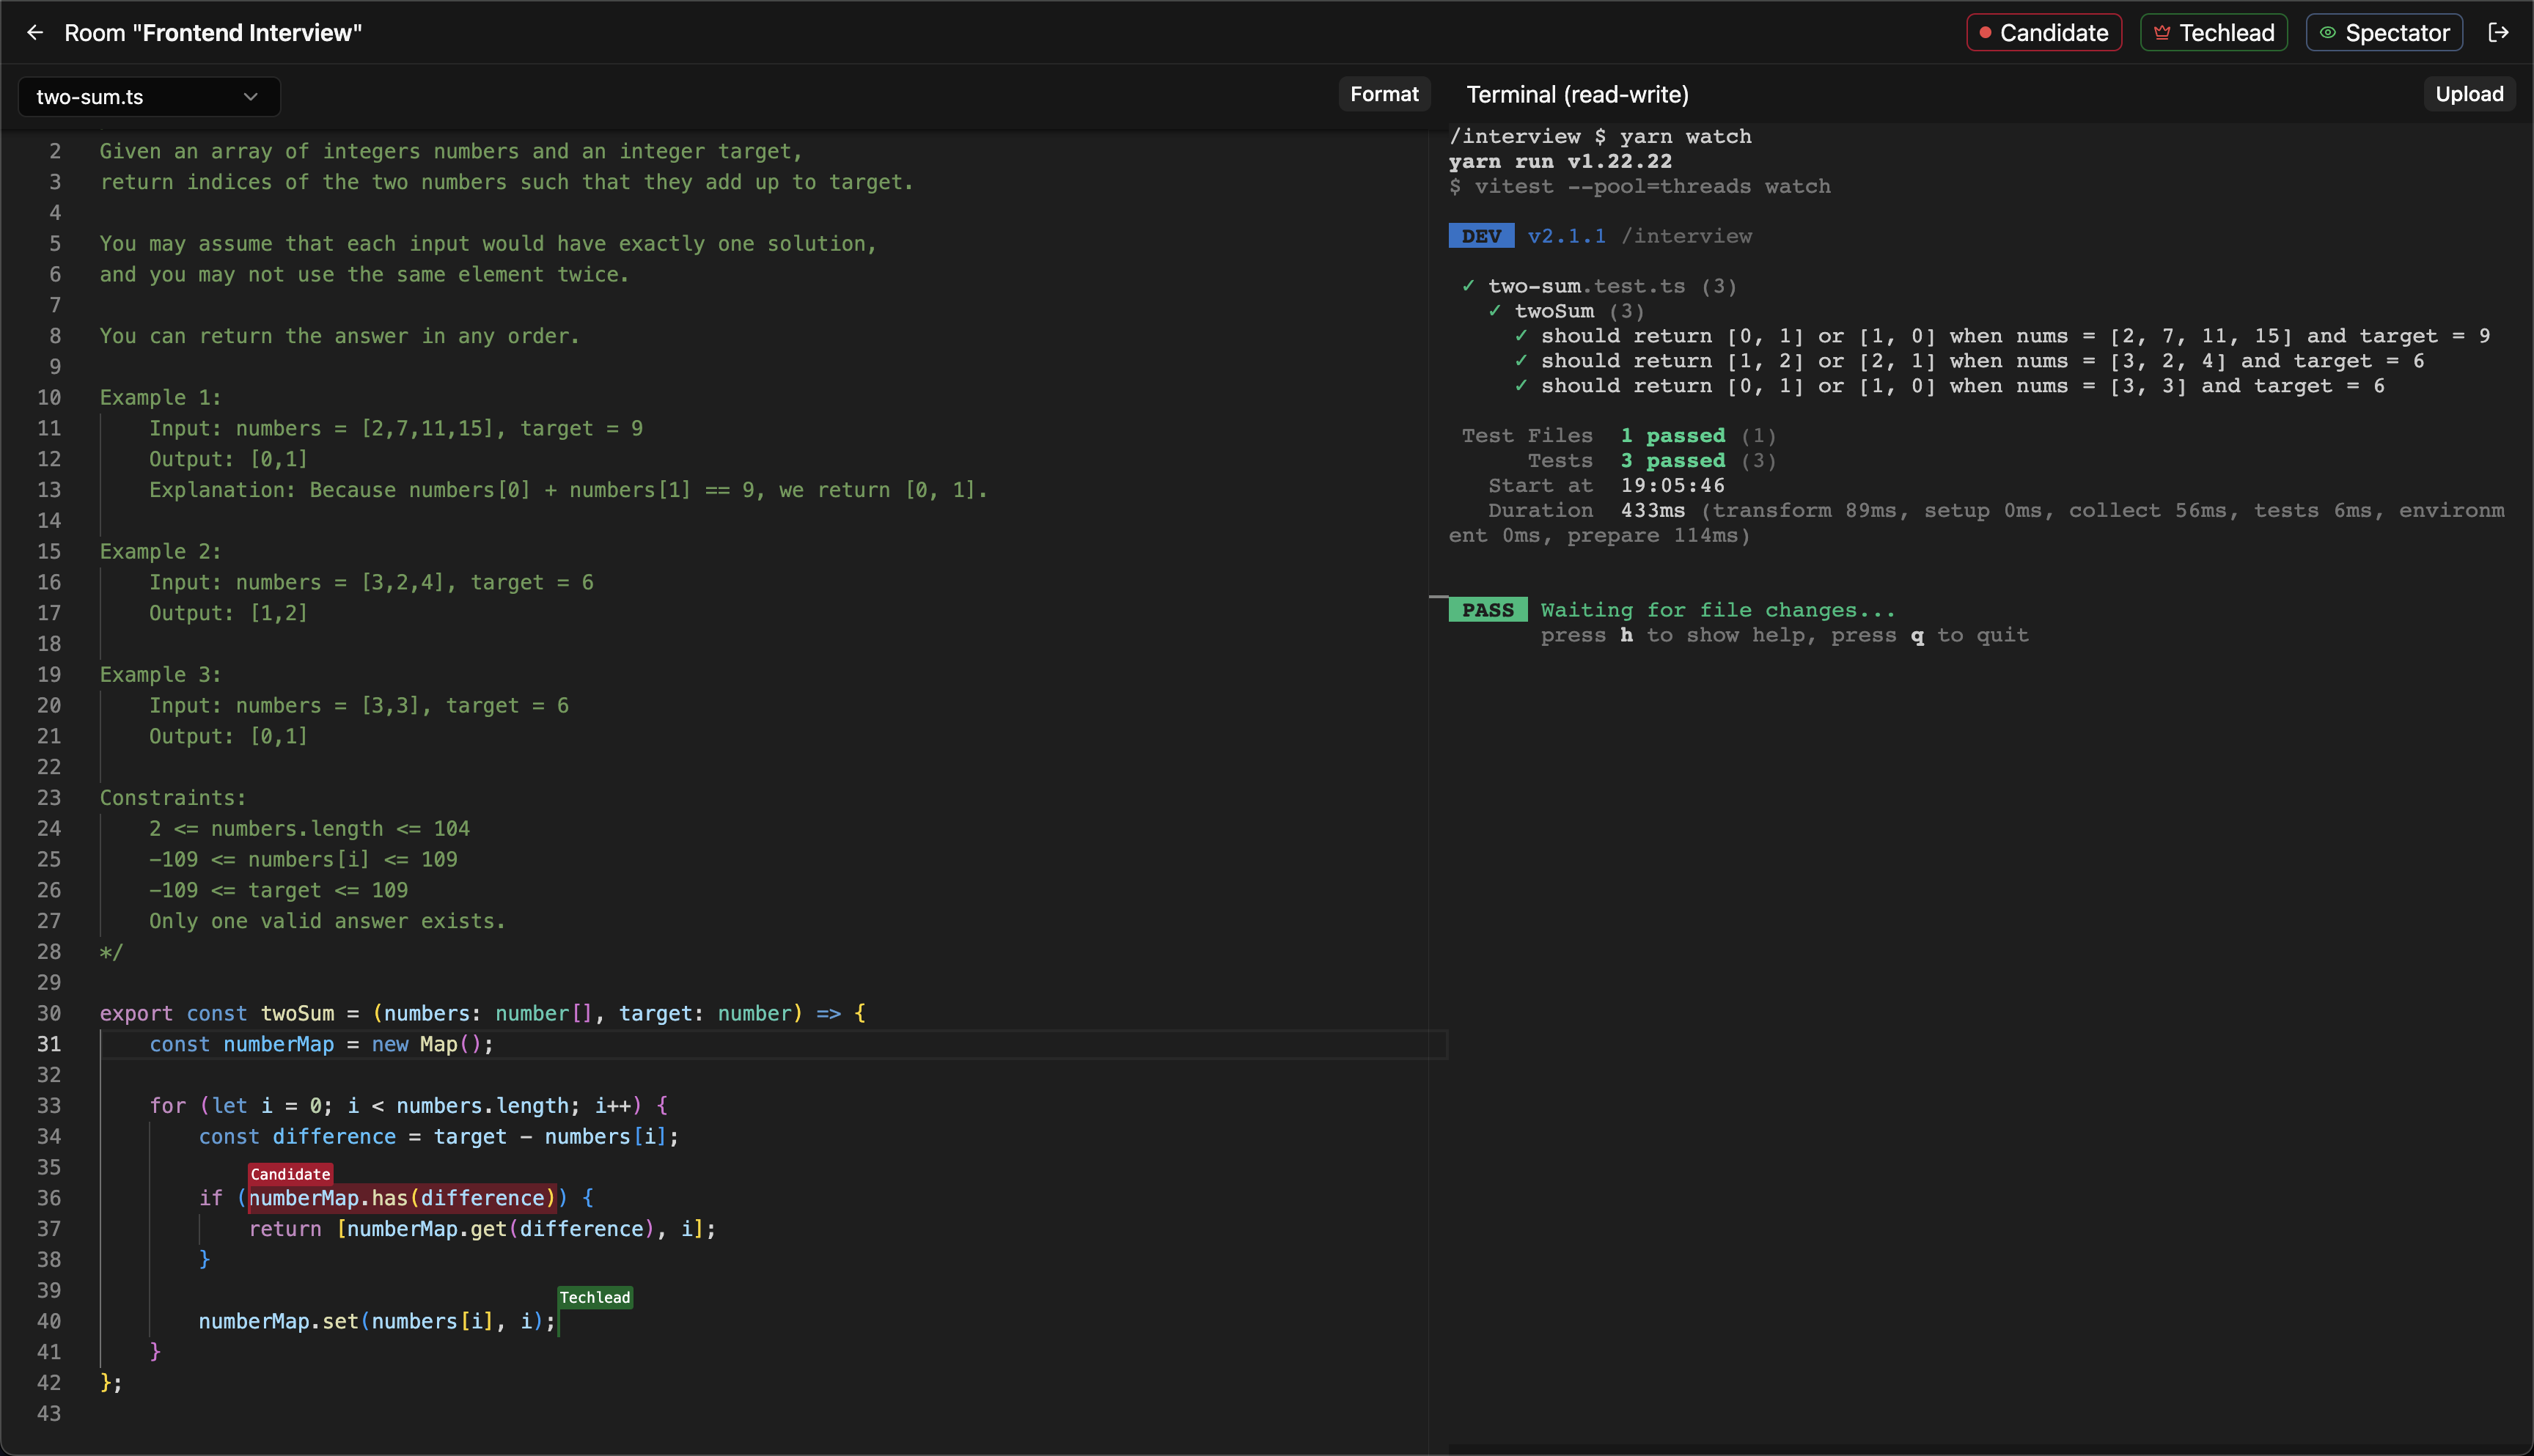 Room "Frontend Interview"
Candidate
Techlead
Spectator
two-sum.ts
Format
2 Given an array of integers numbers and an integer target,
3 return indices of the two numbers such that they add up to target.
4
5 You may assume that each input would have exactly one solution,
6 and you may not use the same element twice.
7
8 You can return the answer in any order.
9
10 Example 1:
11 Input: numbers = [2,7,11,15], target = 9
12 Output: [0,1]
13 Explanation: Because numbers[0] + numbers[1] == 9, we return [0, 1].
14
15 Example 2:
16 Input: numbers = [3,2,4], target = 6
17 Output: [1,2]
18
19 Example 3:
20 Input: numbers = [3,3], target = 6
21 Output: [0,1]
22
23 Constraints:
24 2 <= numbers.length <= 104
25 -109 <= numbers[i] <= 109
26 -109 <= target <= 109
27 Only one valid answer exists.
28 */
29
30 export const twoSum = (numbers: number[], target: number) => {
31 const numberMap = new Map();
32
33 for (let i = 0; i < numbers.length; i++) {
34 const difference = target - numbers[i];
35
Candidate
36 if (numberMap.has(difference)) {
37 return [numberMap.get(difference), i];
38 }
39
Techlead
40 numberMap.set(numbers[i], i);
41 }
42 };
43
Terminal (read-write)
Upload
/interview $ yarn watch
yarn run v1.22.22
$ vitest --pool=threads watch
DEV v2.1.1 /interview
✓ two-sum.test.ts (3)
✓ twoSum (3)
✓ should return [0, 1] or [1, 0] when nums = [2, 7, 11, 15] and target = 9
✓ should return [1, 2] or [2, 1] when nums = [3, 2, 4] and target = 6
✓ should return [0, 1] or [1, 0] when nums = [3, 3] and target = 6
Test Files 1 passed (1)
Tests 3 passed (3)
Start at 19:05:46
Duration 433ms (transform 89ms, setup 0ms, collect 56ms, tests 6ms, environm
ent 0ms, prepare 114ms)
PASS Waiting for file changes...
press h to show help, press q to quit